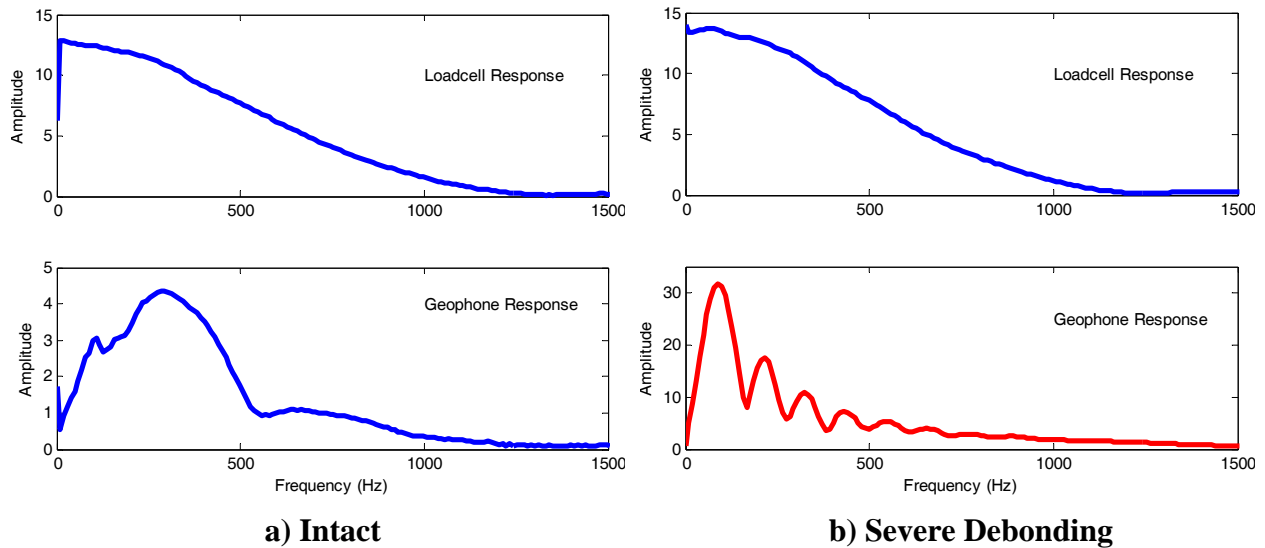 15
10
5
0
Amplitude
Loadcell Response
0
500
1000
1500
5
4
3
2
1
0
Amplitude
Geophone Response
0
500
1000
1500
Frequency (Hz)
a) Intact
15
10
5
0
Amplitude
Loadcell Response
0
500
1000
1500
30
20
10
0
Amplitude
Geophone Response
0
500
1000
1500
Frequency (Hz)
b) Severe Debonding